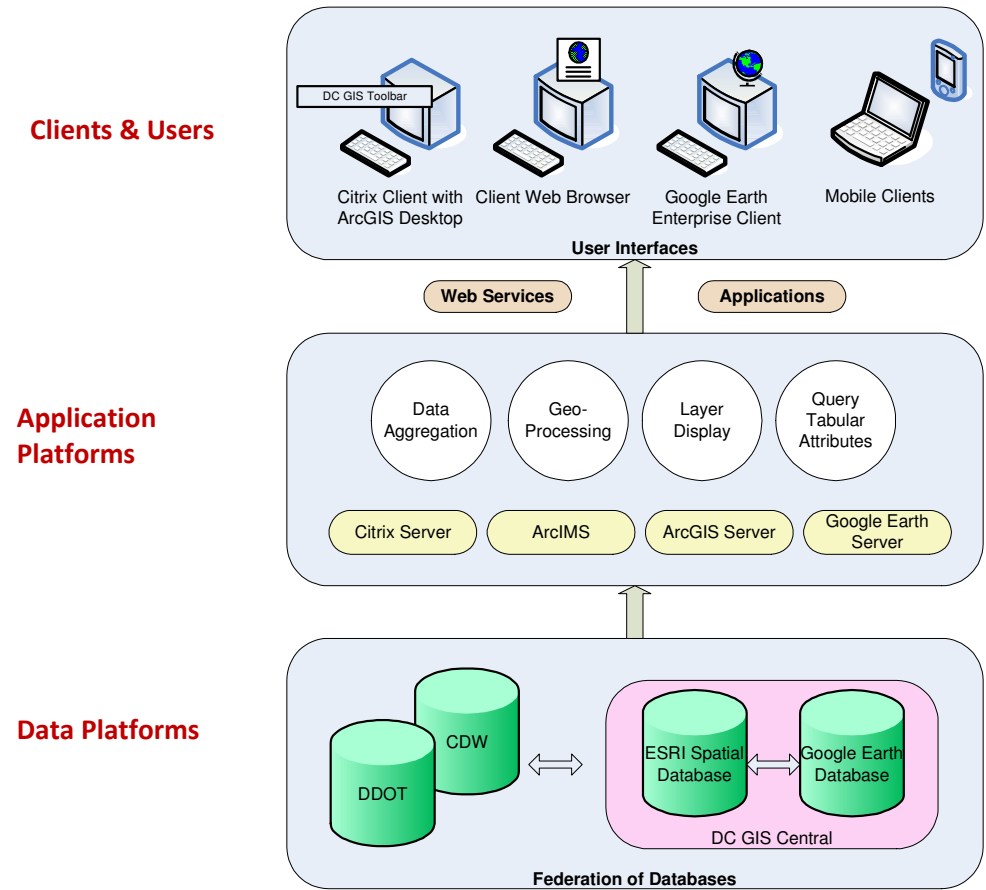 Clients & Users
DC GIS Toolbar
Citrix Client with
ArcGIS Desktop
Client Web Browser
Google Earth
Enterprise Client
Mobile Clients
User Interfaces
Web Services
Applications
Application
Platforms
Data
Aggregation
Geo-
Processing
Layer
Display
Query
Tabular
Attributes
Citrix Server
ArcIMS
ArcGIS Server
Google Earth
Server
Data Platforms
DDOT
CDW
ESRI Spatial
Database
Google Earth
Database
DC GIS Central
Federation of Databases